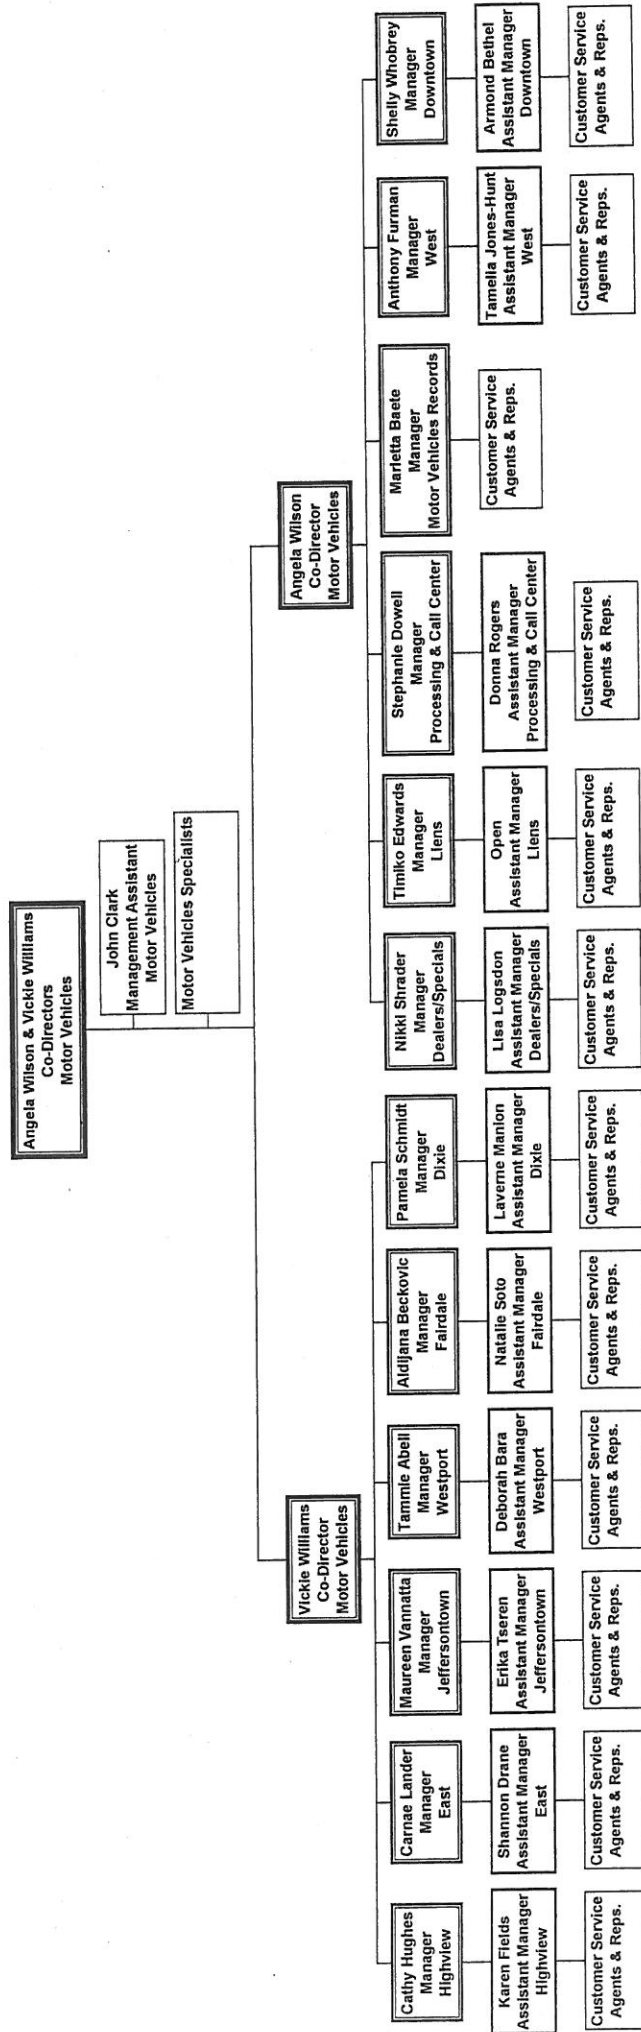 Angela Wilson & Vickie Williams
Co-Directors
Motor Vehicles
John Clark
Management Assistant
Motor Vehicles
Motor Vehicles Specialists
Vickie Williams
Co-Director
Motor Vehicles
Angela Wilson
Co-Director
Motor Vehicles
Cathy Hughes
Manager
Highview
Carnae Lander
Manager
East
Maureen Vannatta
Manager
Jeffersontown
Tammie Abell
Manager
Westport
Aldijana Beckovic
Manager
Fairdale
Pamela Schmidt
Manager
Dixie
Nikki Shrader
Manager
Dealers/Specials
Timiko Edwards
Manager
Liens
Stephanie Dowell
Manager
Processing & Call Center
Marietta Baete
Manager
Motor Vehicles Records
Anthony Furman
Manager
West
Shelly Whobrey
Manager
Downtown
Karen Fields
Assistant Manager
Highview
Shannon Drane
Assistant Manager
East
Erika Tseren
Assistant Manager
Jeffersontown
Deborah Bara
Assistant Manager
Westport
Natalie Soto
Assistant Manager
Fairdale
Laverne Manion
Assistant Manager
Dixie
Lisa Logsdon
Assistant Manager
Dealers/Specials
Open
Assistant Manager
Liens
Donna Rogers
Assistant Manager
Processing & Call Center
Customer Service
Agents & Reps.
Tamelia Jones-Hunt
Assistant Manager
West
Armond Bethel
Assistant Manager
Downtown
Customer Service
Agents & Reps.
Customer Service
Agents & Reps.
Customer Service
Agents & Reps.
Customer Service
Agents & Reps.
Customer Service
Agents & Reps.
Customer Service
Agents & Reps.
Customer Service
Agents & Reps.
Customer Service
Agents & Reps.
Customer Service
Agents & Reps.
Customer Service
Agents & Reps.
Customer Service
Agents & Reps.